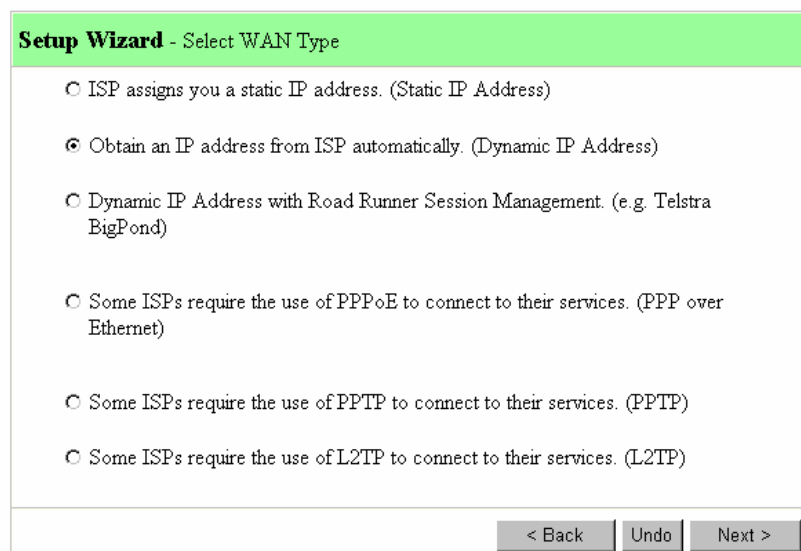 Setup Wizard - Select WAN Type
ISP assigns you a static IP address. (Static IP Address)
Obtain an IP address from ISP automatically. (Dynamic IP Address)
Dynamic IP Address with Road Runner Session Management. (e.g. Telstra
BigPond)
Some ISPs require the use of PPPoE to connect to their services. (PPP over
Ethernet)
Some ISPs require the use of PPTP to connect to their services. (PPTP)
Some ISPs require the use of L2TP to connect to their services. (L2TP)
< Back Undo Next >